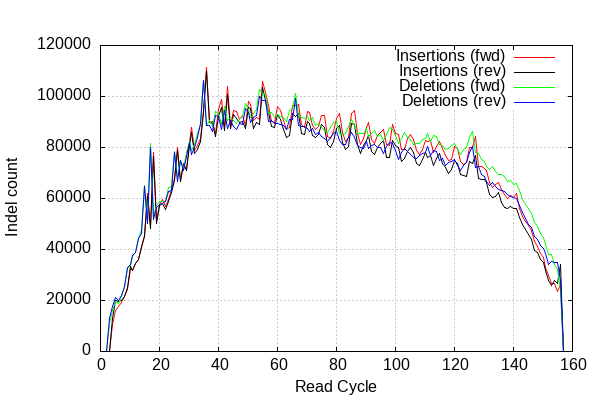 120000
100000
80000
60000
40000
20000
0
Indel count
Insertions (fwd)
Insertions (rev)
Deletions (fwd)
Deletions (rev)
0 20 40 60 80 100 120 140 160
Read Cycle